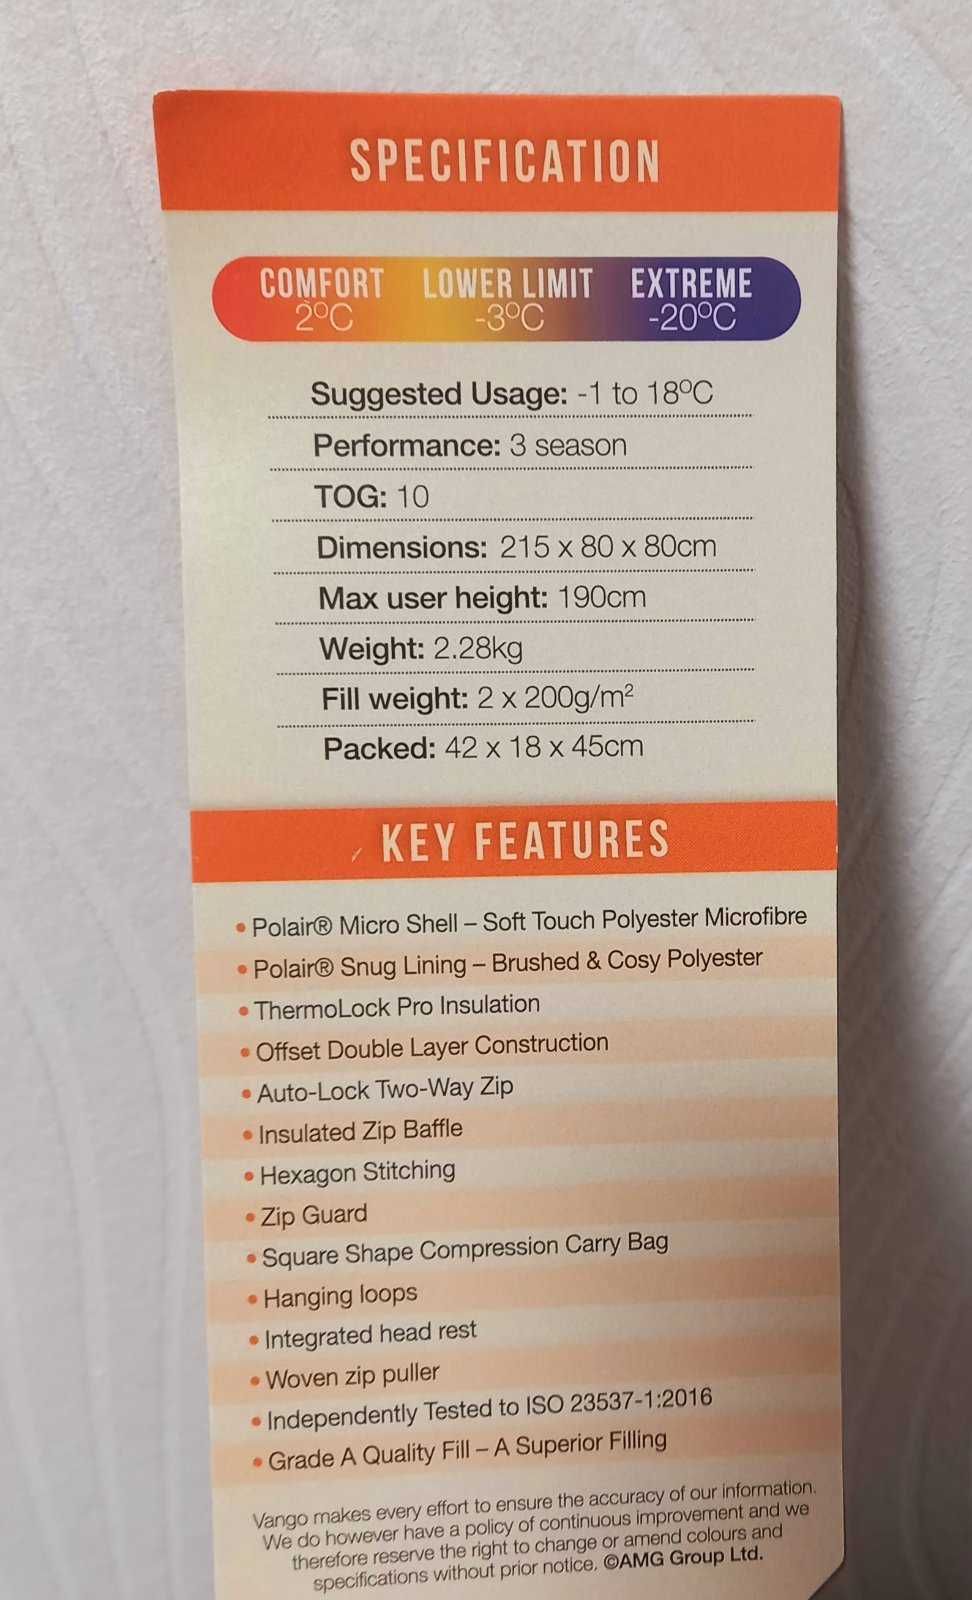 SPECIFICATION
COMFORT LOWER LIMIT EXTREME
2ºC -3ºC -20ºC
Suggested Usage: -1 to 18ºC
Performance: 3 season
TOG: 10
Dimensions: 215 x 80 x 80cm
Max user height: 190cm
Weight: 2.28kg
Fill weight: 2 x 200g/m²
Packed: 42 x 18 x 45cm
KEY FEATURES
• Polair® Micro Shell – Soft Touch Polyester Microfibre
• Polair® Snug Lining – Brushed & Cosy Polyester
• ThermoLock Pro Insulation
• Offset Double Layer Construction
• Auto-Lock Two-Way Zip
• Insulated Zip Baffle
• Hexagon Stitching
• Zip Guard
• Square Shape Compression Carry Bag
• Hanging loops
• Integrated head rest
• Woven zip puller
• Independently Tested to ISO 23537-1:2016
• Grade A Quality Fill – A Superior Filling
Vango makes every effort to ensure the accuracy of our information.
We do however have a policy of continuous improvement and we
therefore reserve the right to change or amend colours and
specifications without prior notice. ©AMG Group Ltd.